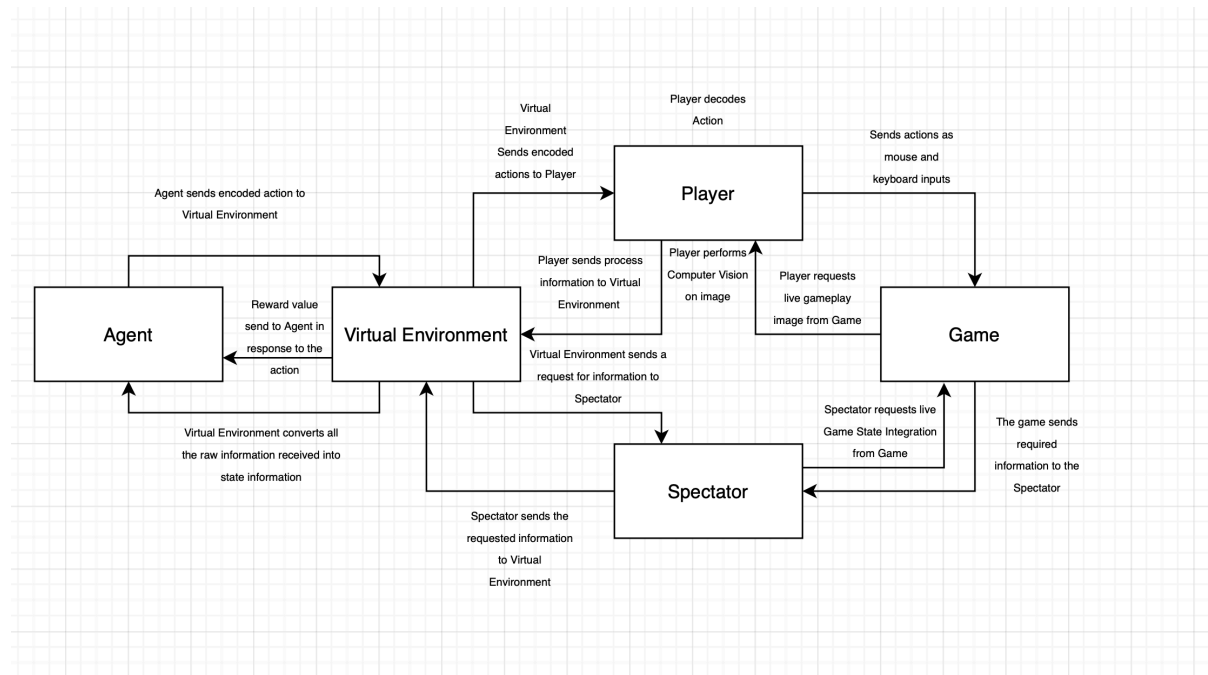 Virtual
Environment
Sends encoded
actions to Player
Player decodes
Action
Sends actions as
mouse and
keyboard inputs
Agent sends encoded action to
Virtual Environment
Player
Player sends process
information to Virtual
Environment
Player performs
Computer Vision
on image
Player requests
live gameplay
image from Game
Agent
Reward value
send to Agent in
response to the
action
Virtual Environment
Game
Virtual Environment sends a
request for information to
Spectator
Virtual Environment converts all
the raw information received into
state information
Spectator requests live
Game State Integration
from Game
The game sends
required
information to the
Spectator
Spectator
Spectator sends the
requested information
to Virtual
Environment